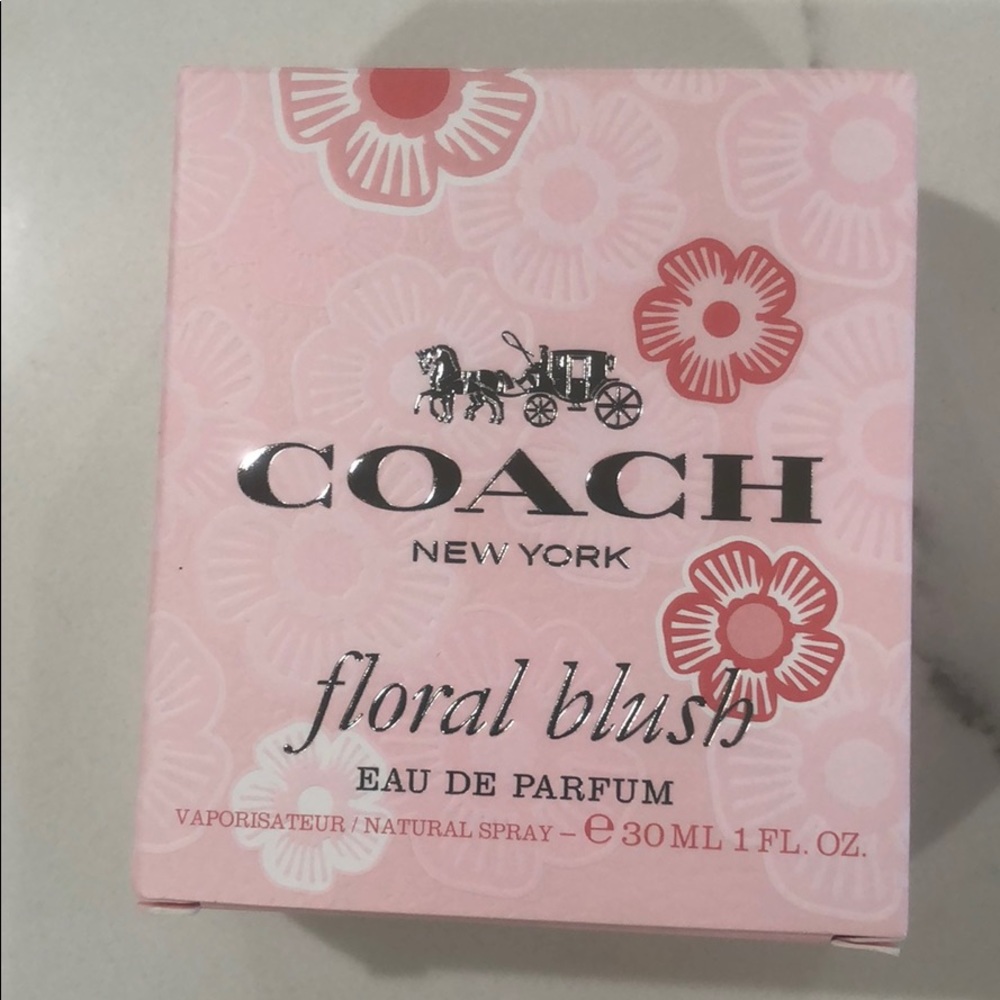 COACH
NEW YORK
floral blush
EAU DE PARFUM
VAPORISATEUR / NATURAL SPRAY – e 30 ML 1 FL. OZ.